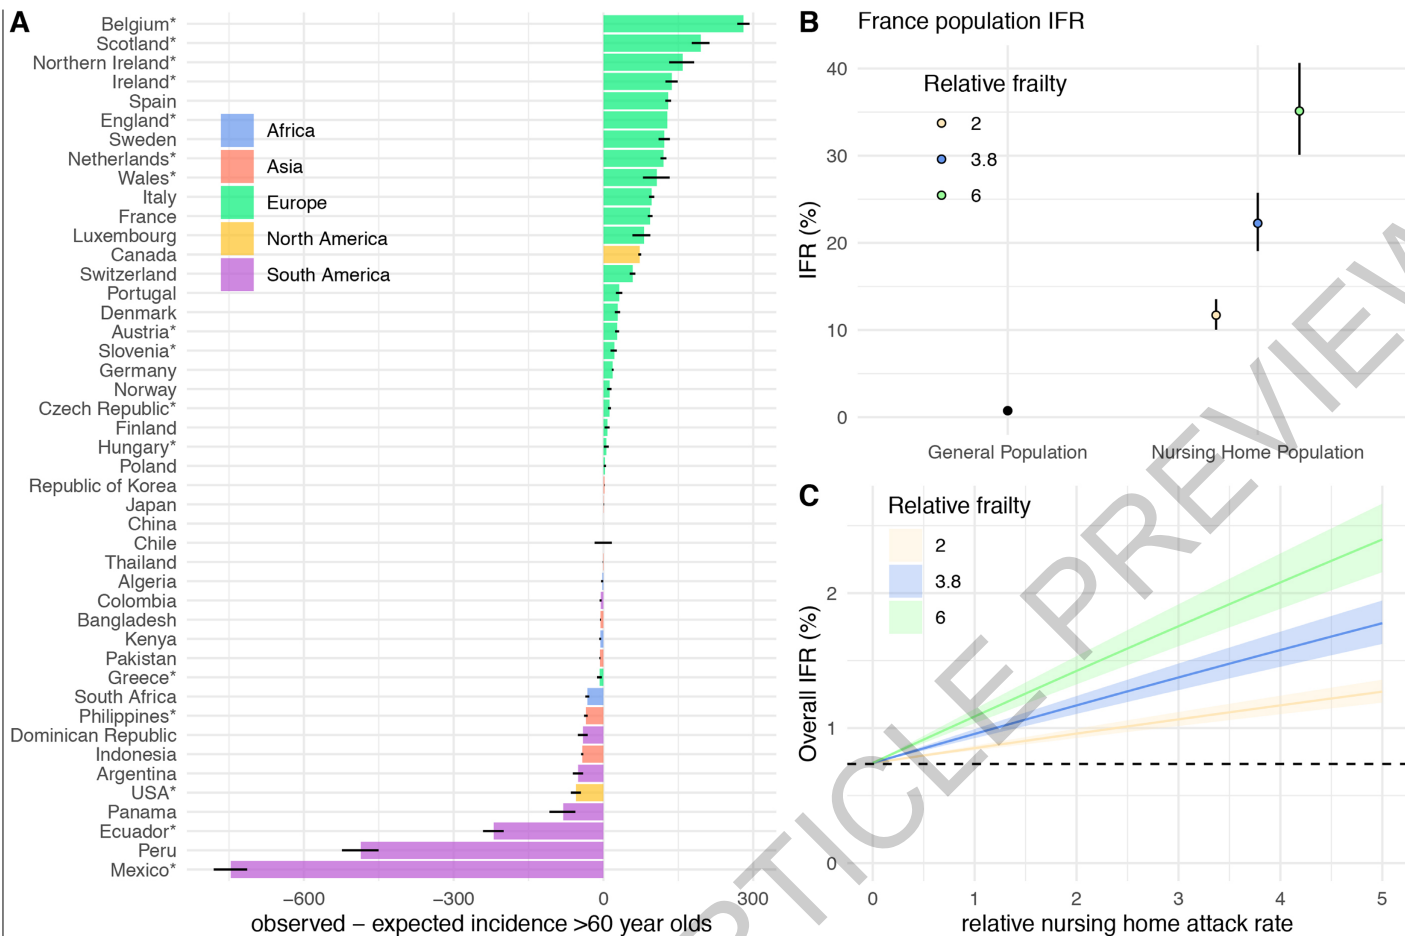 A
Belgium*
Scotland*
Northern Ireland*
Ireland*
Spain
England*
Sweden
Netherlands*
Wales*
Italy
France
Luxembourg
Canada
Switzerland
Portugal
Denmark
Austria*
Slovenia*
Germany
Norway
Czech Republic*
Finland
Hungary*
Poland
Republic of Korea
Japan
China
Chile
Thailand
Algeria
Colombia
Bangladesh
Kenya
Pakistan
Greece*
South Africa
Philippines*
Dominican Republic
Indonesia
Argentina
USA*
Panama
Ecuador*
Peru
Mexico*
Africa
Asia
Europe
North America
South America
−600 −300 0 300
observed − expected incidence >60 year olds
B France population IFR
Relative frailty
2
3.8
6
IFR (%)
40
30
20
10
0
General Population Nursing Home Population
C
Relative frailty
2
3.8
6
Overall IFR (%)
2
1
0
0 1 2 3 4 5
relative nursing home attack rate
RTICLE PREVIEW